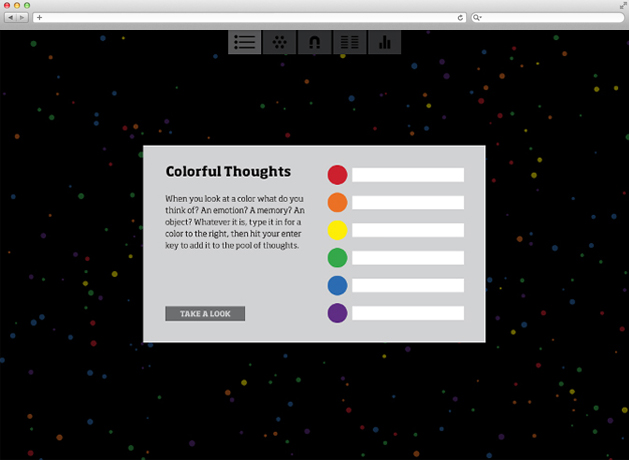 Colorful Thoughts
When you look at a color what do you
think of? An emotion? A memory? An
object? Whatever it is, type it in for a
color to the right, then hit your enter
key to add it to the pool of thoughts.
TAKE A LOOK